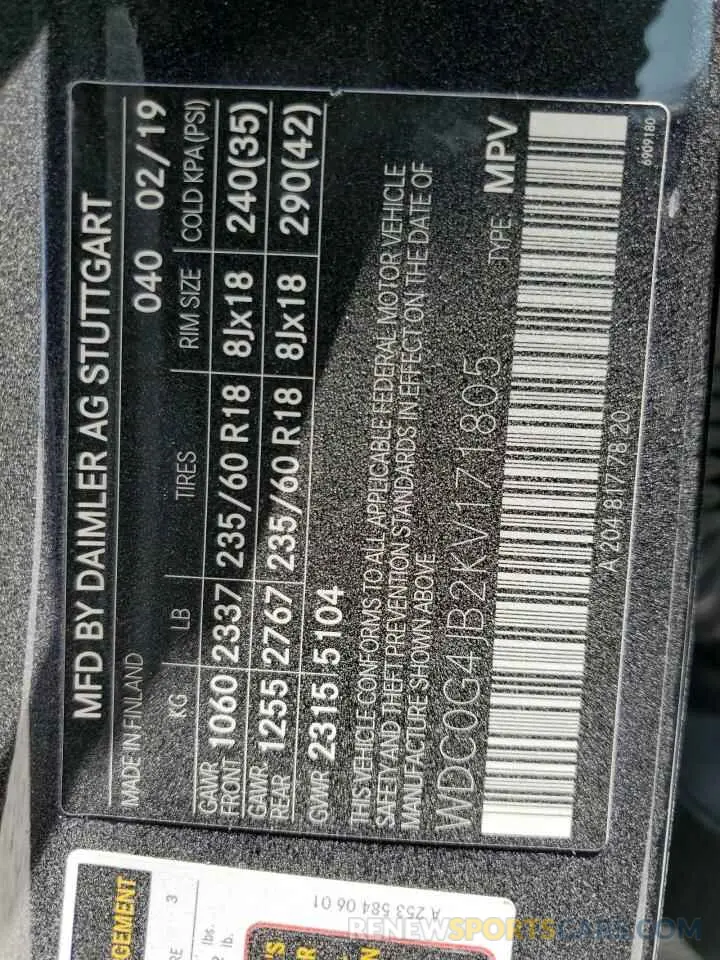 MFD BY DAIMLER AG STUTTGART
MADE IN FINLAND 040 02/19
KG LB TIRES RIM SIZE COLD KPA(PSI)
GAWR FRONT 1060 2337 235/60 R18 8Jx18 240(35)
GAWR REAR 1255 2767 235/60 R18 8Jx18 290(42)
GVWR 2315 5104
THIS VEHICLE CONFORMS TO ALL APPLICABLE FEDERAL MOTOR VEHICLE
SAFETY AND THEFT PREVENTION STANDARDS IN EFFECT ON THE DATE OF
MANUFACTURE SHOWN ABOVE.
WDC0G4JB2KV171805 TYPE: MPV
A 204 817 78 20
6909180
A 253 584 06 01
3
lbs.
lb.
RENEWSPORTSCARS.COM